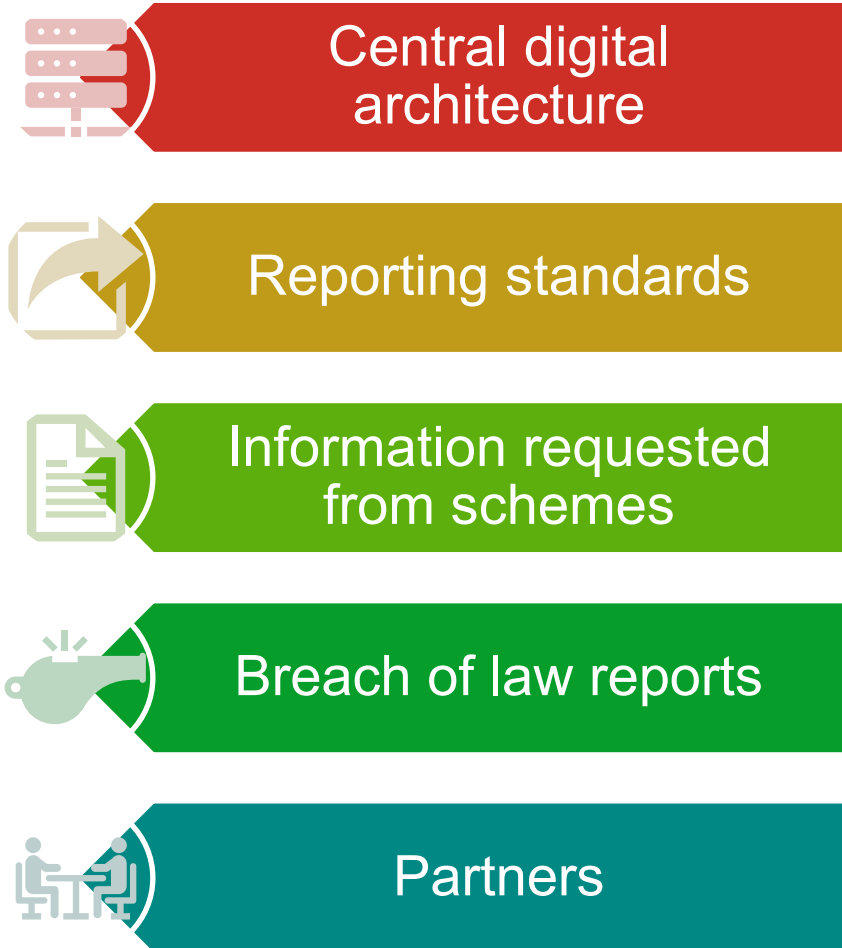 Central digital
architecture
Reporting standards
Information requested
from schemes
Breach of law reports
Partners